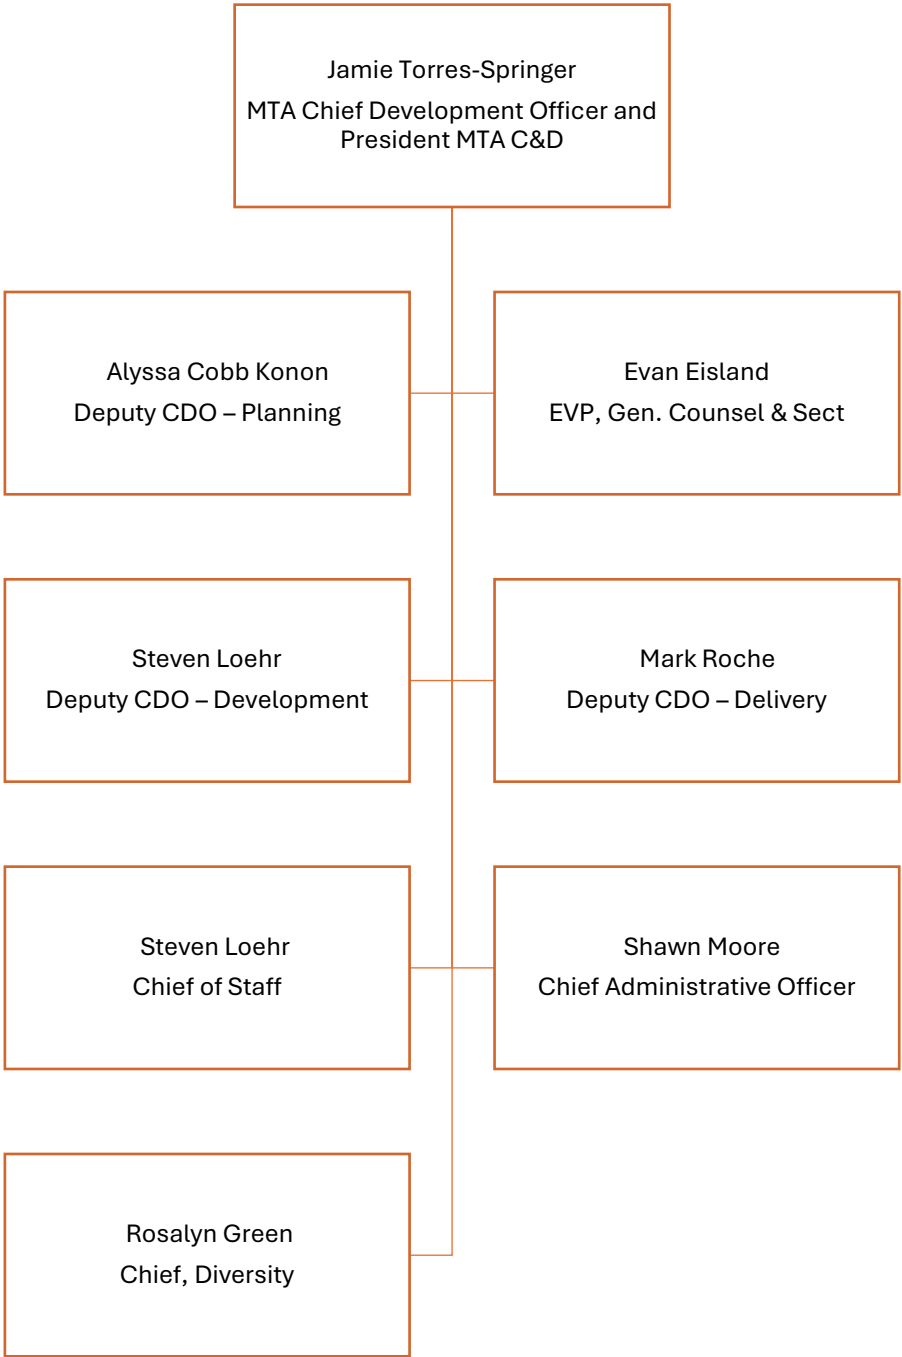 Jamie Torres-Springer
MTA Chief Development Officer and
President MTA C&D
Alyssa Cobb Konon
Deputy CDO – Planning
Evan Eisland
EVP, Gen. Counsel & Sect
Steven Loehr
Deputy CDO – Development
Mark Roche
Deputy CDO – Delivery
Steven Loehr
Chief of Staff
Shawn Moore
Chief Administrative Officer
Rosalyn Green
Chief, Diversity